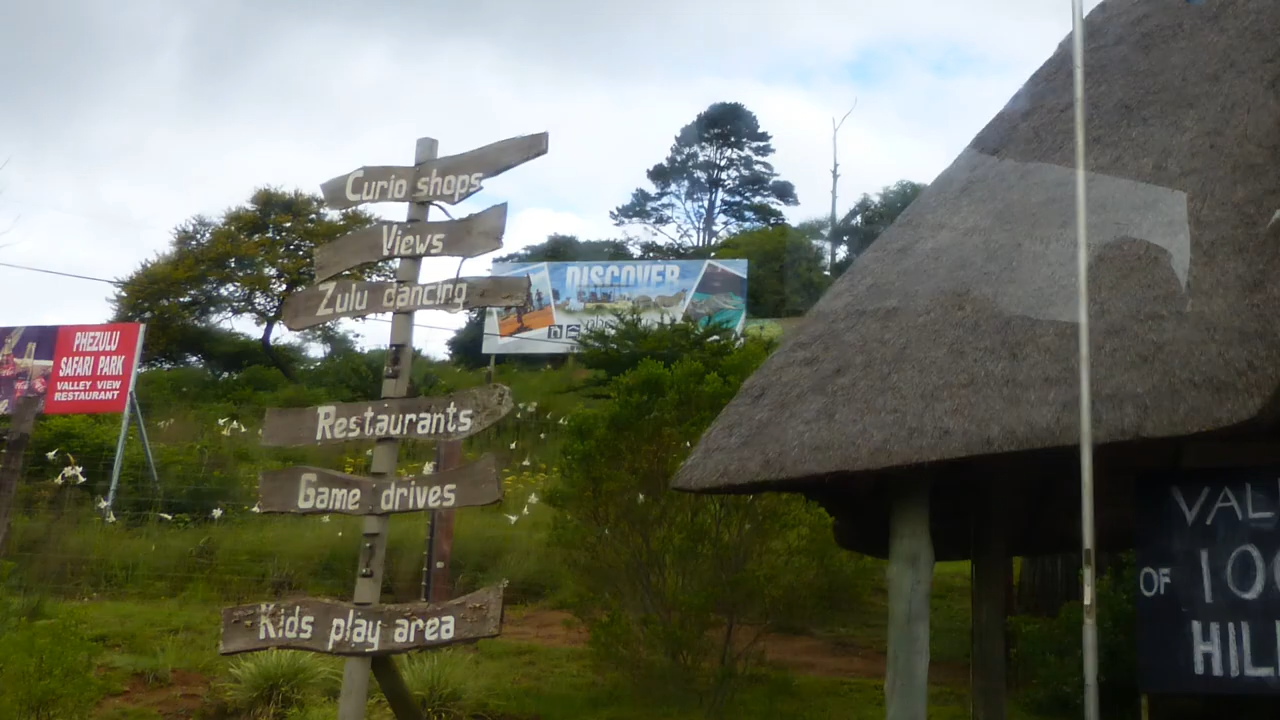 Curio shops
Views
Zulu dancing
Restaurants
Game drives
Kids play area
PHEZULU
SAFARI PARK
VALLEY VIEW
RESTAURANT
DISCOVER
VAL
OF 100
HIL